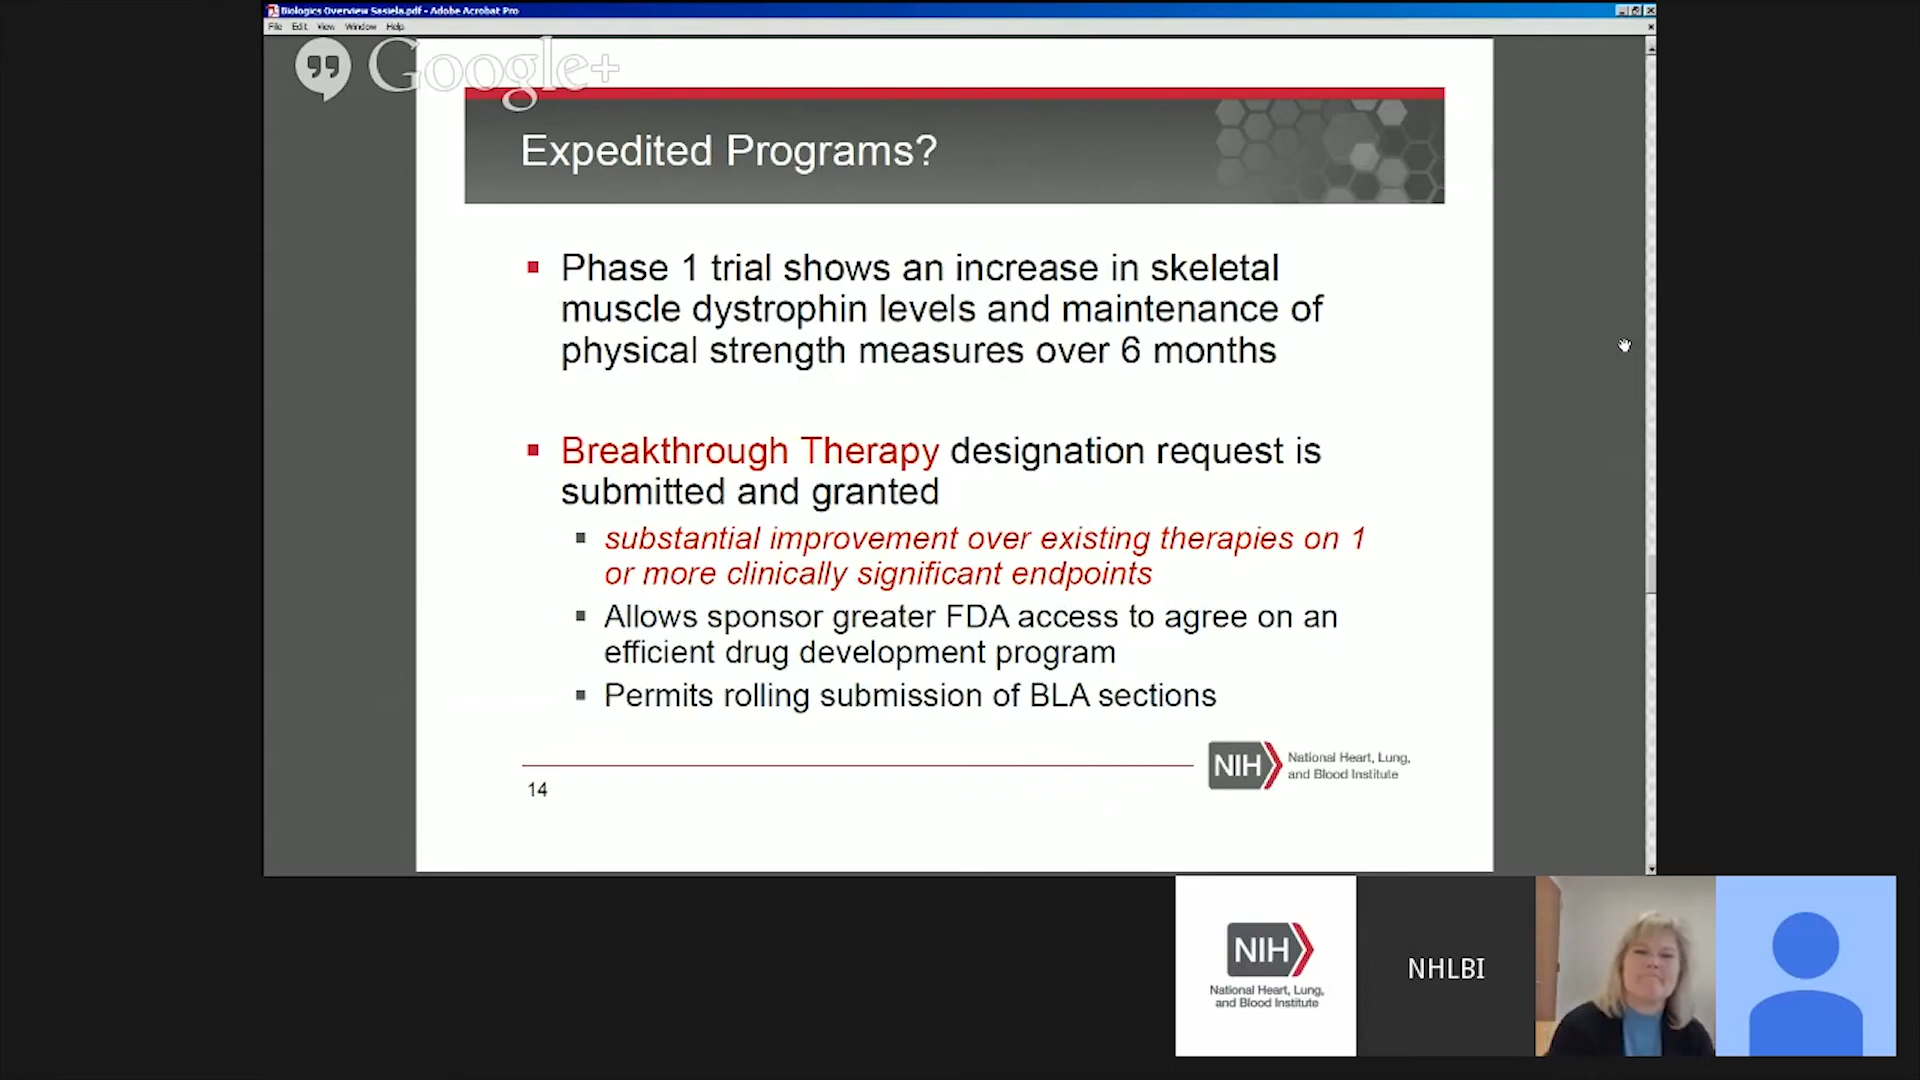 Biologics Overview Sasiela.pdf - Adobe Acrobat Pro
File Edit View Window Help
Google+
Expedited Programs?
Phase 1 trial shows an increase in skeletal
muscle dystrophin levels and maintenance of
physical strength measures over 6 months
Breakthrough Therapy designation request is
submitted and granted
substantial improvement over existing therapies on 1
or more clinically significant endpoints
Allows sponsor greater FDA access to agree on an
efficient drug development program
Permits rolling submission of BLA sections
NIH
National Heart, Lung,
and Blood Institute
14
NIH
National Heart, Lung,
and Blood Institute
NHLBI